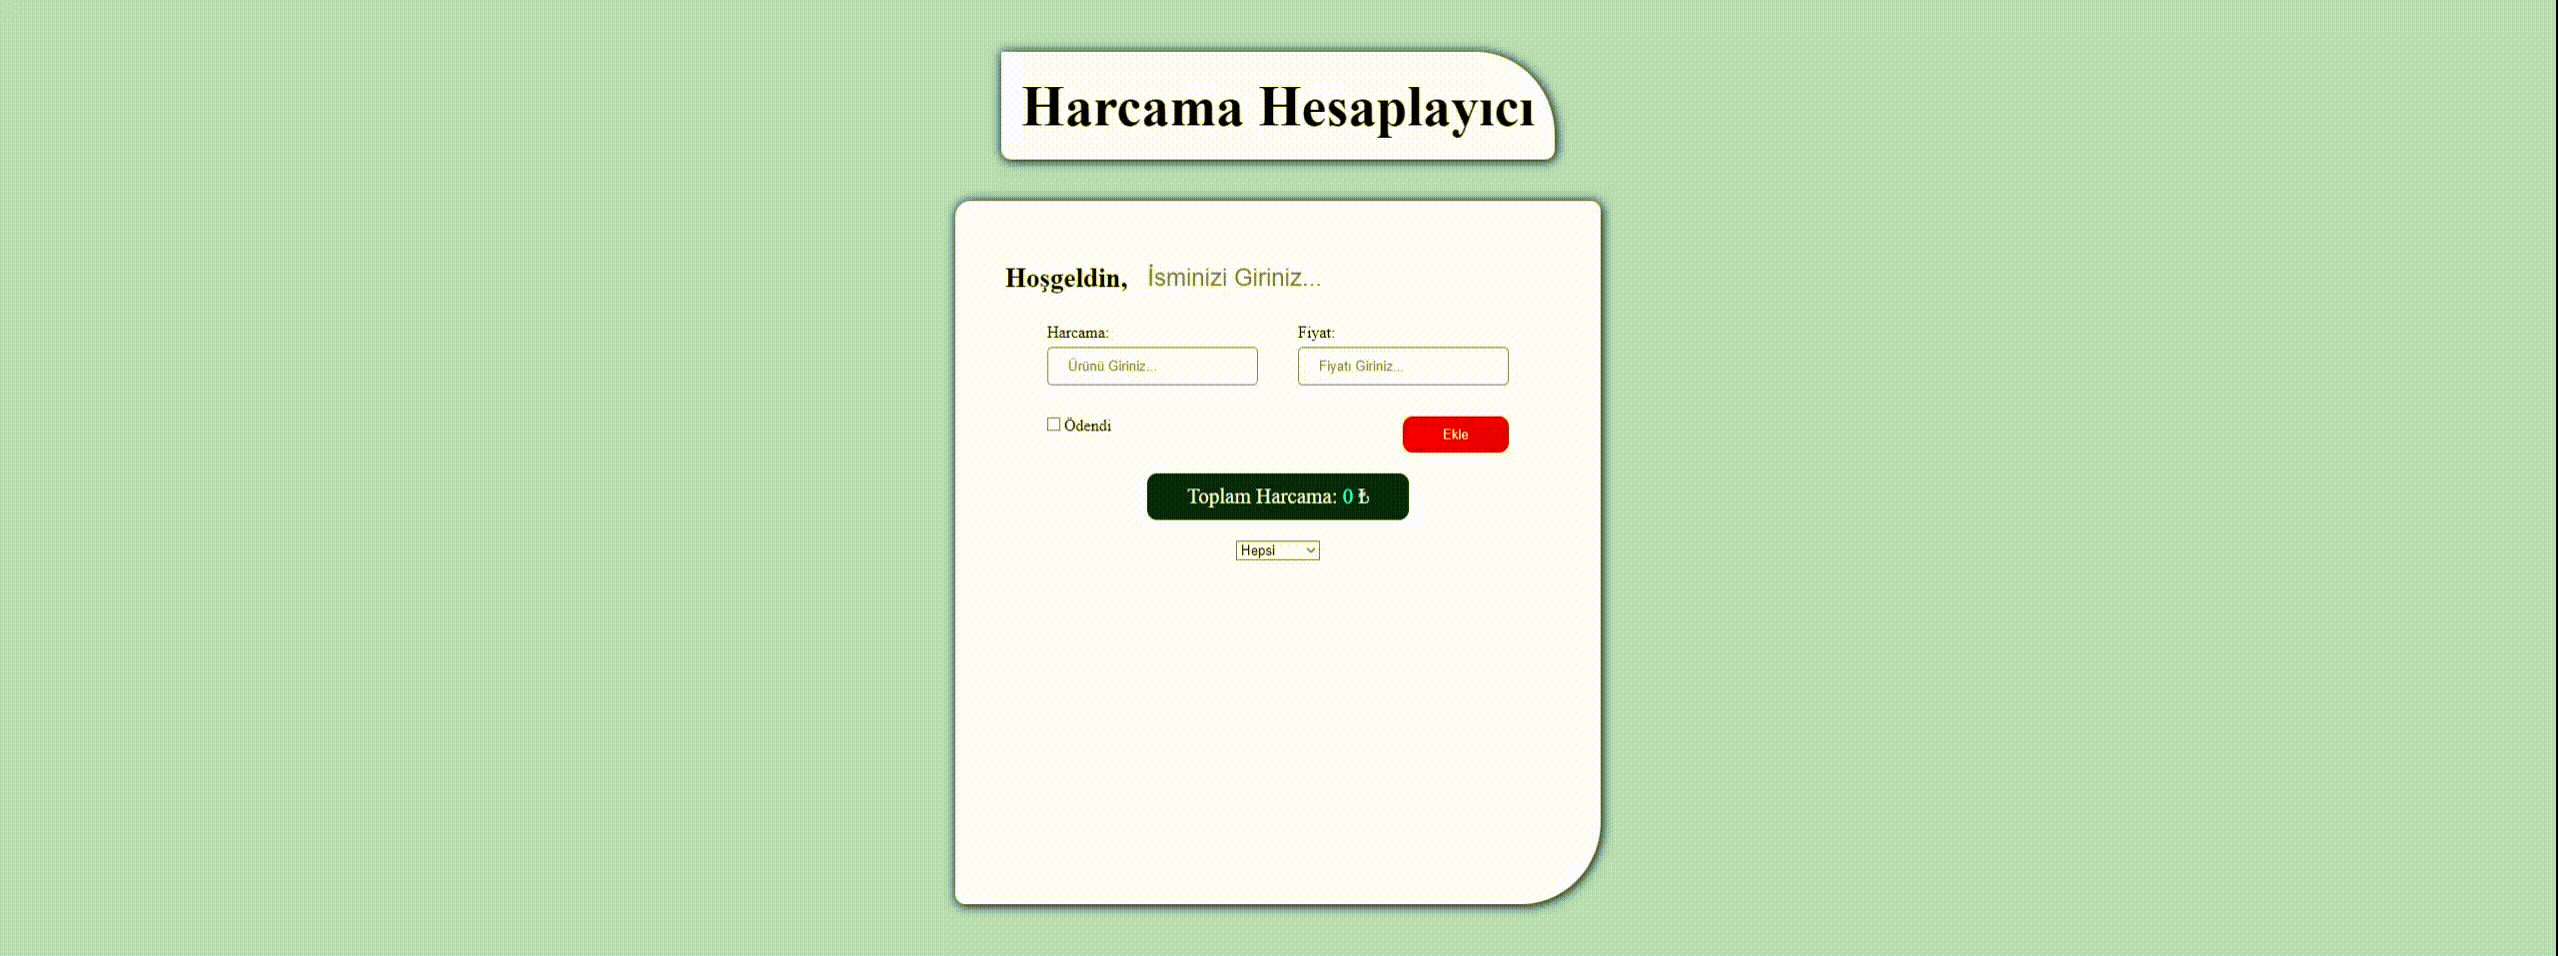 Harcama Hesaplayıcı
Hoşgeldin, İsminizi Giriniz...
Harcama: Fiyat:
Ürünü Giriniz... Fiyatı Giriniz...
Ödendi Ekle
Toplam Harcama: 0 ₺
Hepsi